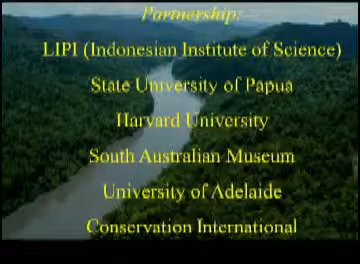 Partnership:
LIPI (Indonesian Institute of Science)
State University of Papua
Harvard University
South Australian Museum
University of Adelaide
Conservation International